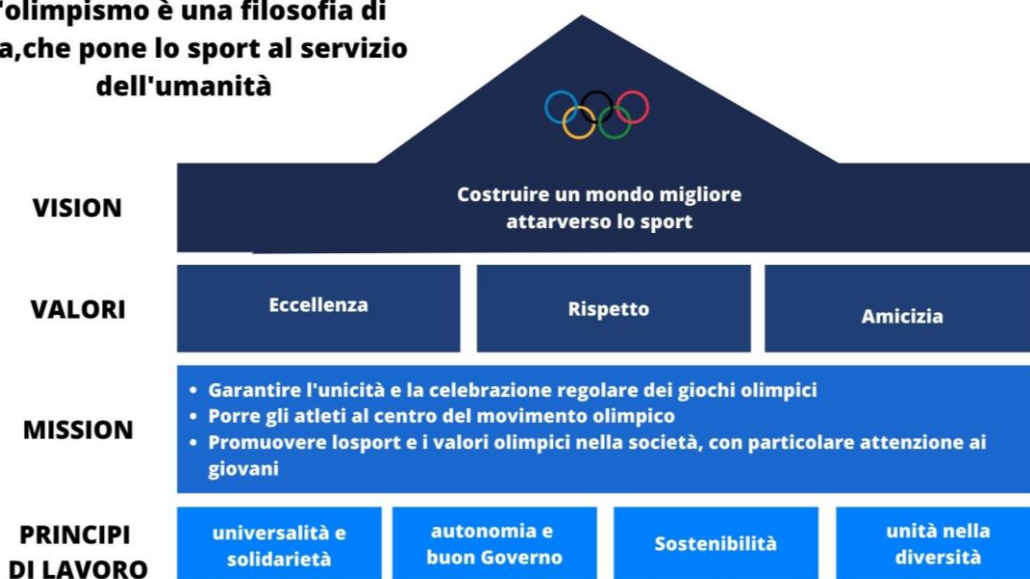 'olimpismo è una filosofia di
a,che pone lo sport al servizio
dell'umanità
VISION
Costruire un mondo migliore
attarverso lo sport
VALORI
Eccellenza
Rispetto
Amicizia
MISSION
• Garantire l'unicità e la celebrazione regolare dei giochi olimpici
• Porre gli atleti al centro del movimento olimpico
• Promuovere losport e i valori olimpici nella società, con particolare attenzione ai
giovani
PRINCIPI
DI LAVORO
universalità e
solidarietà
autonomia e
buon Governo
Sostenibilità
unità nella
diversità